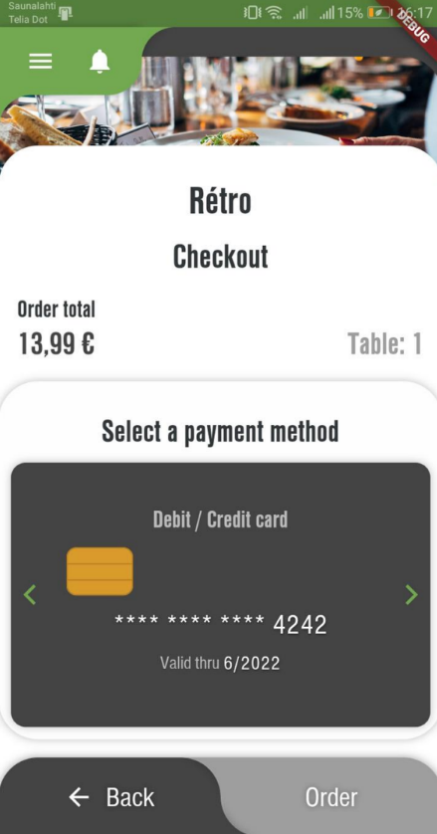 Saunalahti
Telia Dot
15% 16:17
DEBUG
Rétro
Checkout
Order total
13,99 €
Table: 1
Select a payment method
Debit / Credit card
**** **** **** 4242
Valid thru 6/2022
Back
Order